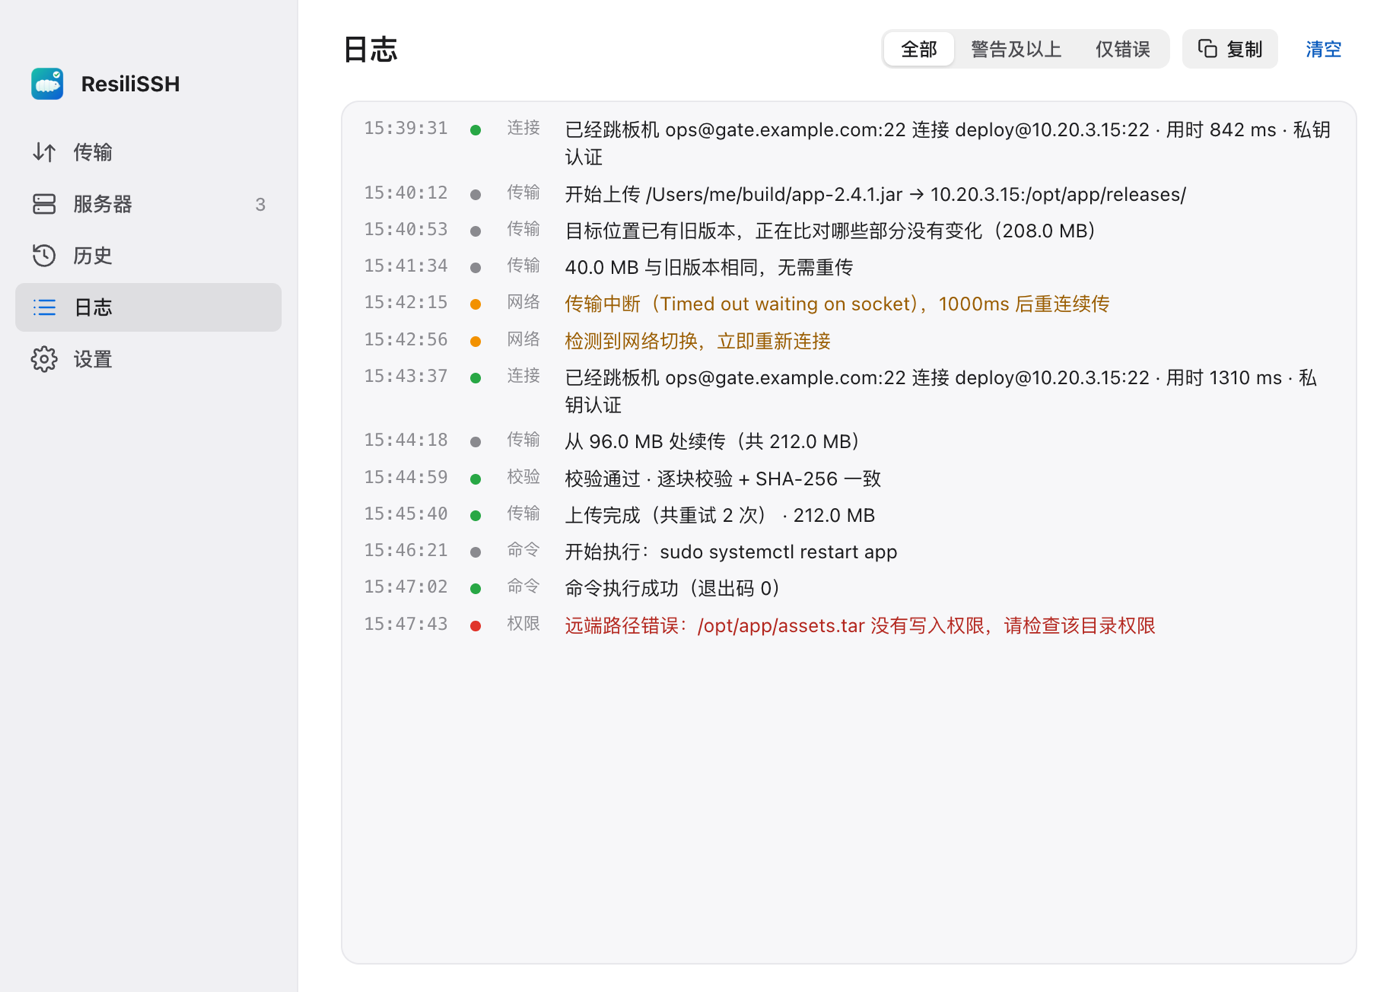 ResiliSSH
传输
服务器 3
历史
日志
设置
日志
全部 警告及以上 仅错误 复制 清空
15:39:31 连接 已经跳板机 ops@gate.example.com:22 连接 deploy@10.20.3.15:22 · 用时 842 ms · 私钥
认证
15:40:12 传输 开始上传 /Users/me/build/app-2.4.1.jar → 10.20.3.15:/opt/app/releases/
15:40:53 传输 目标位置已有旧版本，正在比对哪些部分没有变化（208.0 MB）
15:41:34 传输 40.0 MB 与旧版本相同，无需重传
15:42:15 网络 传输中断（Timed out waiting on socket），1000ms 后重连续传
15:42:56 网络 检测到网络切换，立即重新连接
15:43:37 连接 已经跳板机 ops@gate.example.com:22 连接 deploy@10.20.3.15:22 · 用时 1310 ms · 私
钥认证
15:44:18 传输 从 96.0 MB 处续传（共 212.0 MB）
15:44:59 校验 校验通过 · 逐块校验 + SHA-256 一致
15:45:40 传输 上传完成（共重试 2 次） · 212.0 MB
15:46:21 命令 开始执行：sudo systemctl restart app
15:47:02 命令 命令执行成功（退出码 0）
15:47:43 权限 远端路径错误：/opt/app/assets.tar 没有写入权限，请检查该目录权限